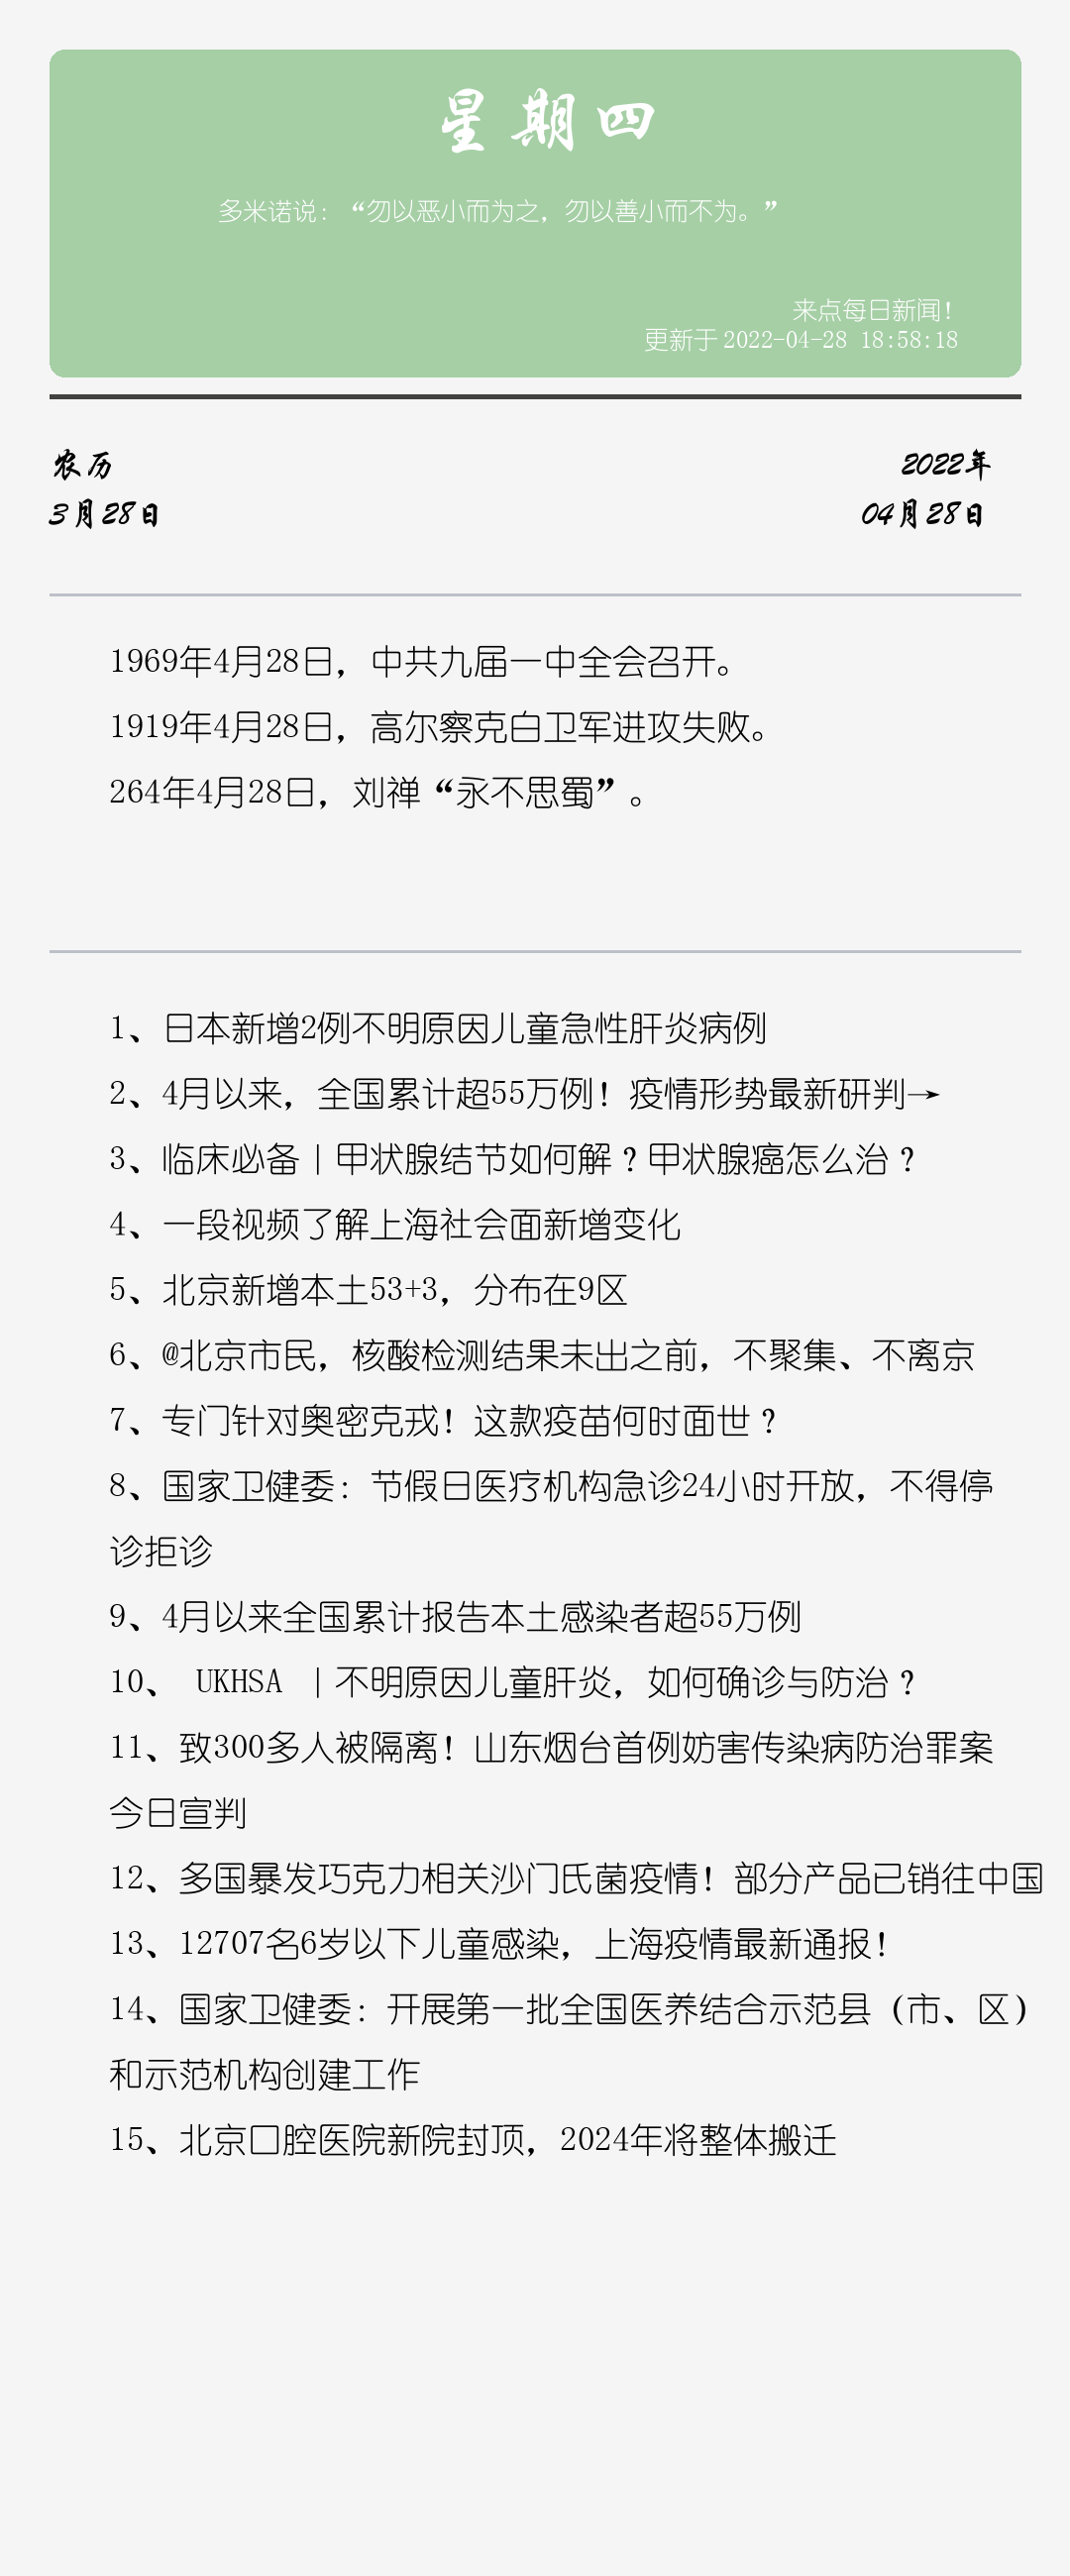 星期四
多米诺说：“勿以恶小而为之，勿以善小而不为。”
来点每日新闻！
更新于 2022-04-28 18:58:18
农历
3月28日
2022年
04月28日
1969年4月28日，中共九届一中全会召开。
1919年4月28日，高尔察克白卫军进攻失败。
264年4月28日，刘禅“永不思蜀”。
1、日本新增2例不明原因儿童急性肝炎病例
2、4月以来，全国累计超55万例！疫情形势最新研判→
3、临床必备丨甲状腺结节如何解？甲状腺癌怎么治？
4、一段视频了解上海社会面新增变化
5、北京新增本土53+3，分布在9区
6、@北京市民，核酸检测结果未出之前，不聚集、不离京
7、专门针对奥密克戎！这款疫苗何时面世？
8、国家卫健委：节假日医疗机构急诊24小时开放，不得停
诊拒诊
9、4月以来全国累计报告本土感染者超55万例
10、 UKHSA 丨不明原因儿童肝炎，如何确诊与防治？
11、致300多人被隔离！山东烟台首例妨害传染病防治罪案
今日宣判
12、多国暴发巧克力相关沙门氏菌疫情！部分产品已销往中国
13、12707名6岁以下儿童感染，上海疫情最新通报！
14、国家卫健委：开展第一批全国医养结合示范县（市、区）
和示范机构创建工作
15、北京口腔医院新院封顶，2024年将整体搬迁